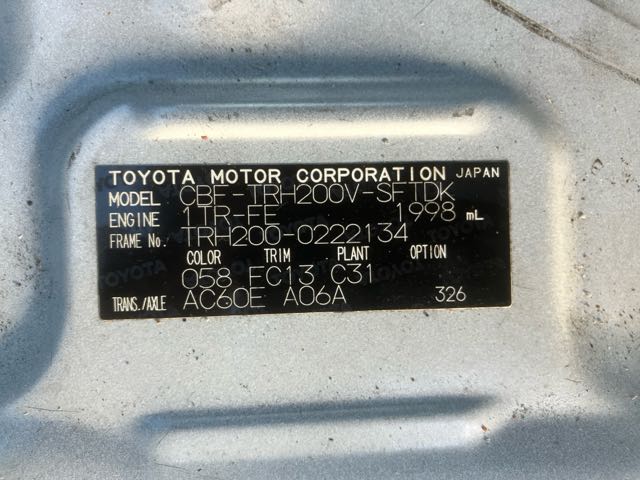 TOYOTA MOTOR CORPORATION JAPAN
MODEL CBF-TRH200V-SFTDK
ENGINE 1TR-FE 1998 mL
FRAME No. TRH200-0222134
COLOR TRIM PLANT OPTION
058 FC13 C31
TRANS./AXLE AC60E A06A 326